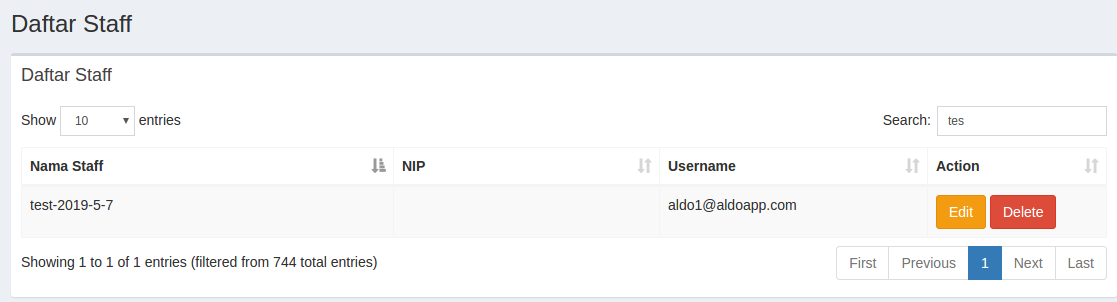 Daftar Staff
Daftar Staff
Show 10 entries Search: tes
Nama Staff NIP Username Action
test-2019-5-7 aldo1@aldoapp.com Edit Delete
Showing 1 to 1 of 1 entries (filtered from 744 total entries) First Previous 1 Next Last